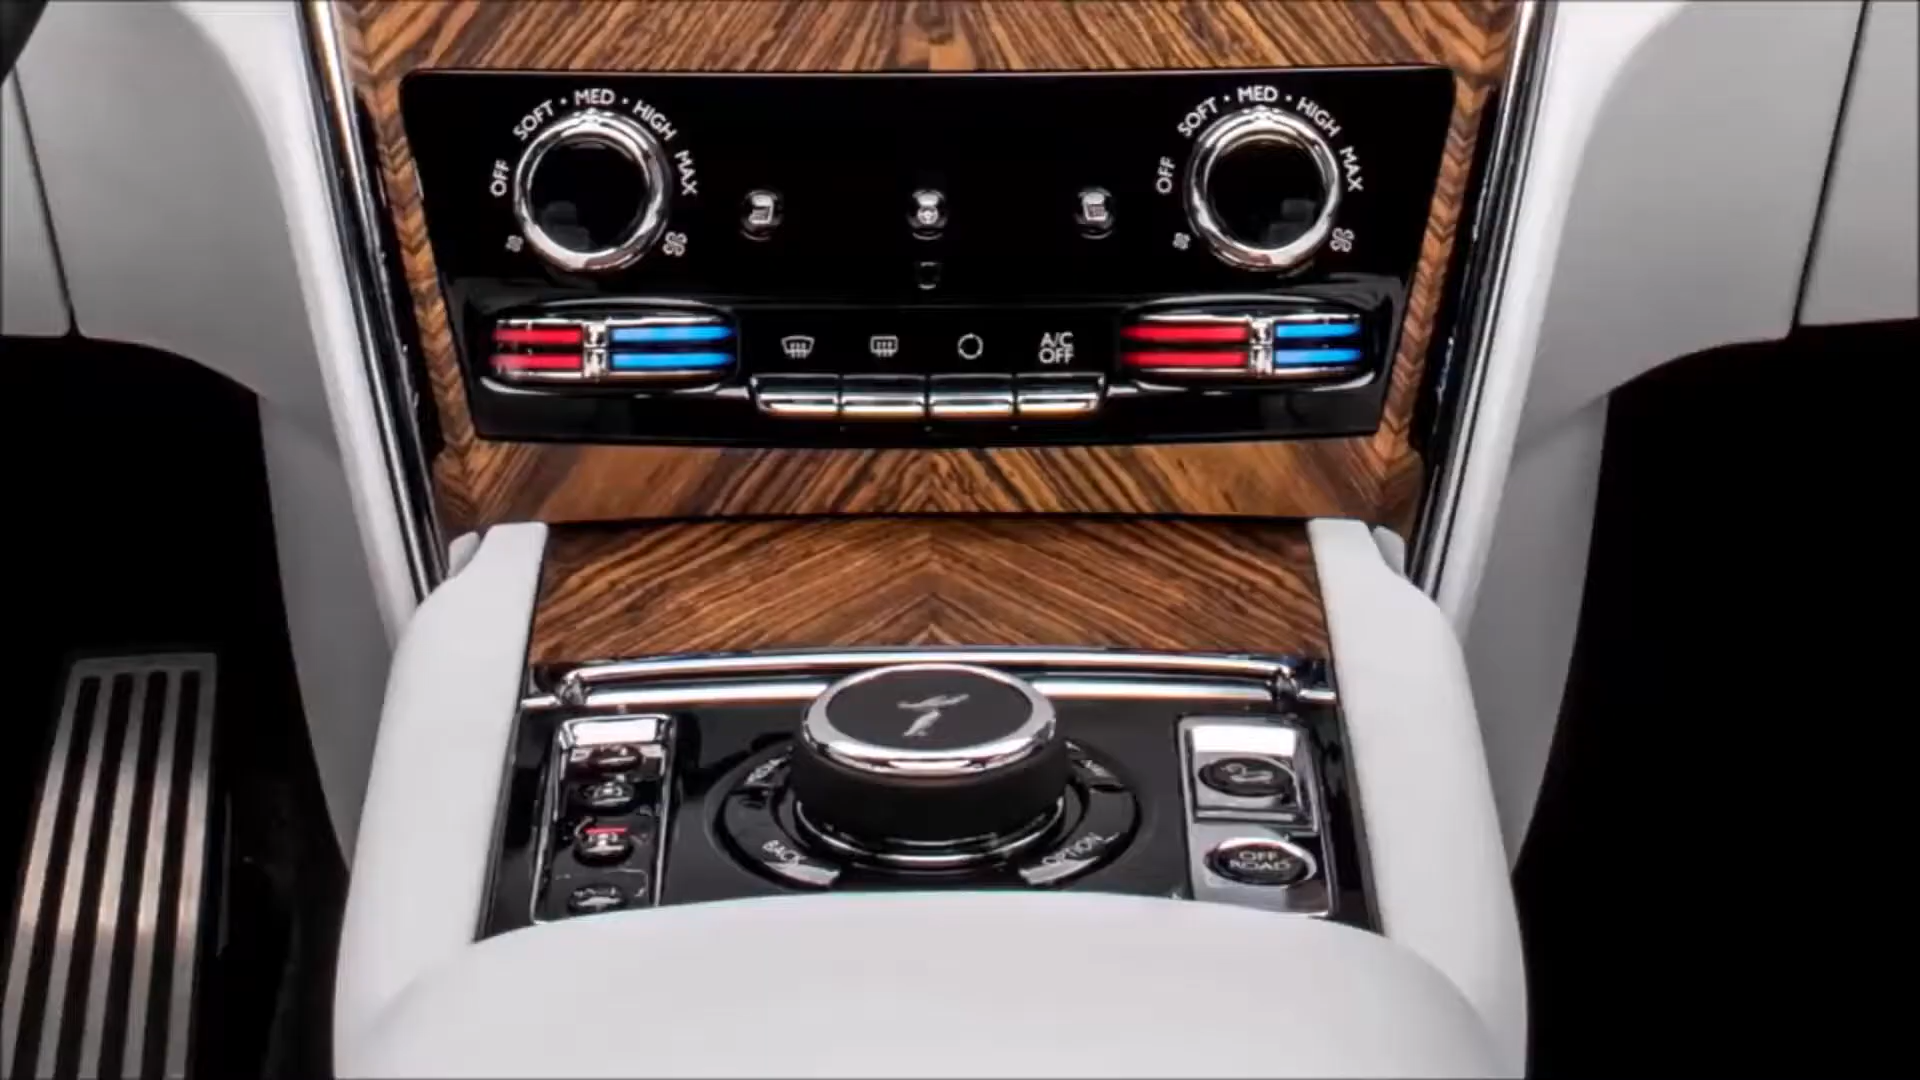 OFF SOFT • MED • HIGH MAX
OFF SOFT • MED • HIGH MAX
A/C
OFF
BACK
OPTION
OFF
ROAD